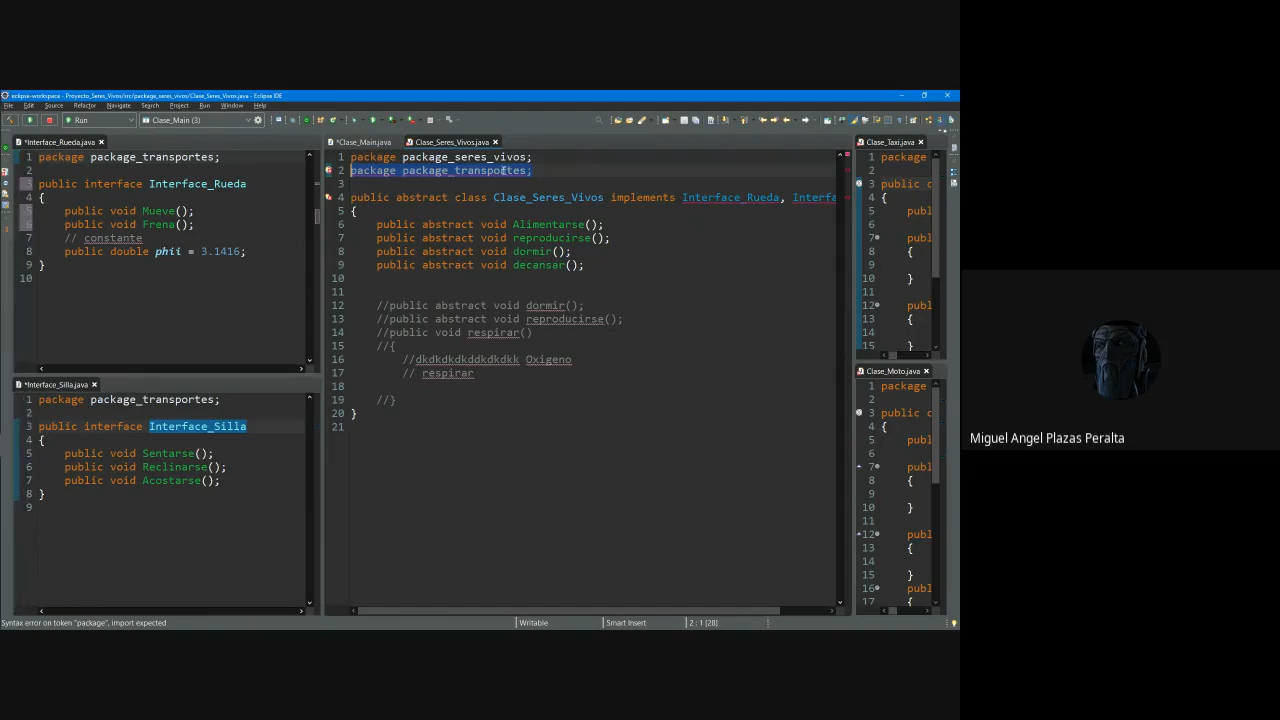 eclipse-workspace - Proyecto_Seres_Vivos/src/package_seres_vivos/Clase_Seres_Vivos.java - Eclipse IDE
File Edit Source Refactor Navigate Search Project Run Window Help
Run
Clase_Main (3)
*Interface_Rueda.java
1 package package_transportes;
2
3 public interface Interface_Rueda
4 {
5 public void Mueve();
6 public void Frena();
7 // constante
8 public double phii = 3.1416;
9 }
10
*Interface_Silla.java
1 package package_transportes;
2
3 public interface Interface_Silla
4 {
5 public void Sentarse();
6 public void Reclinarse();
7 public void Acostarse();
8 }
9
*Clase_Main.java
Clase_Seres_Vivos.java
1 package package_seres_vivos;
2 package package_transportes;
3
4 public abstract class Clase_Seres_Vivos implements Interface_Rueda, Interfa
5 {
6 public abstract void Alimentarse();
7 public abstract void reproducirse();
8 public abstract void dormir();
9 public abstract void decansar();
10
11
12 //public abstract void dormir();
13 //public abstract void reproducirse();
14 //public void respirar()
15 //{
16 //dkdkdkdkddkdkdkk Oxigeno
17 // respirar
18
19 //}
20 }
21
Clase_Taxi.java
1 package
2
3 public c
4 {
5 publ
6
7 publ
8 {
9
10 }
11
12 publ
13 {
14
15 }
Clase_Moto.java
1 package
2
3 public c
4 {
5 publ
6
7 publ
8 {
9
10 }
11
12 publ
13 {
14
15 }
16 publ
17 {
Syntax error on token "package", import expected
Writable
Smart Insert
2 : 1 [28]
Miguel Angel Plazas Peralta